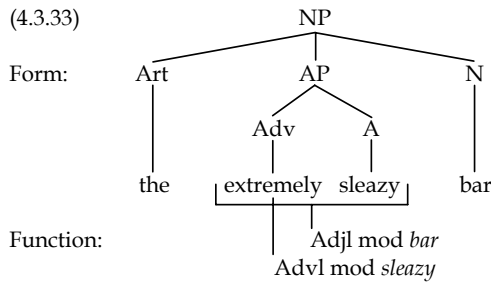 (4.3.33) NP
Form: Art AP N
Adv A
the extremely sleazy bar
Function: Adjl mod bar
Advl mod sleazy